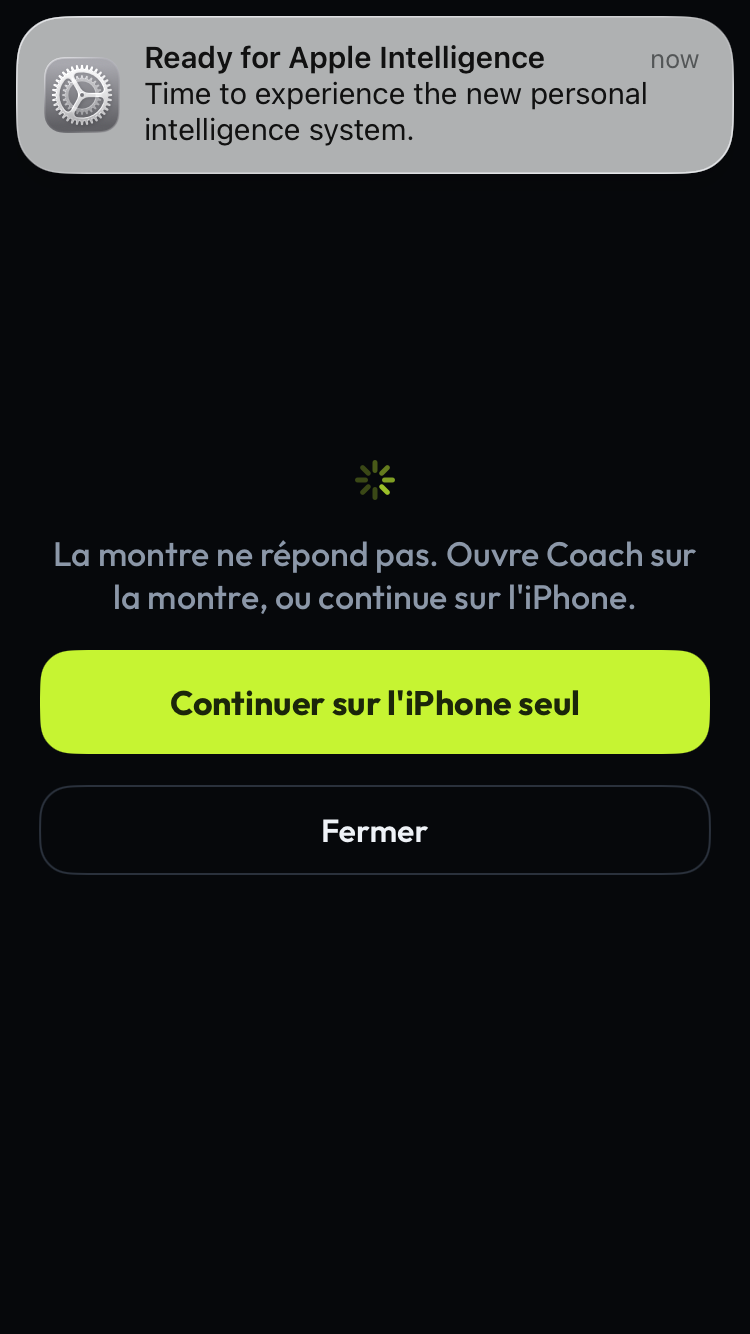 Ready for Apple Intelligence
now
Time to experience the new personal
intelligence system.
La montre ne répond pas. Ouvre Coach sur
la montre, ou continue sur l'iPhone.
Continuer sur l'iPhone seul
Fermer